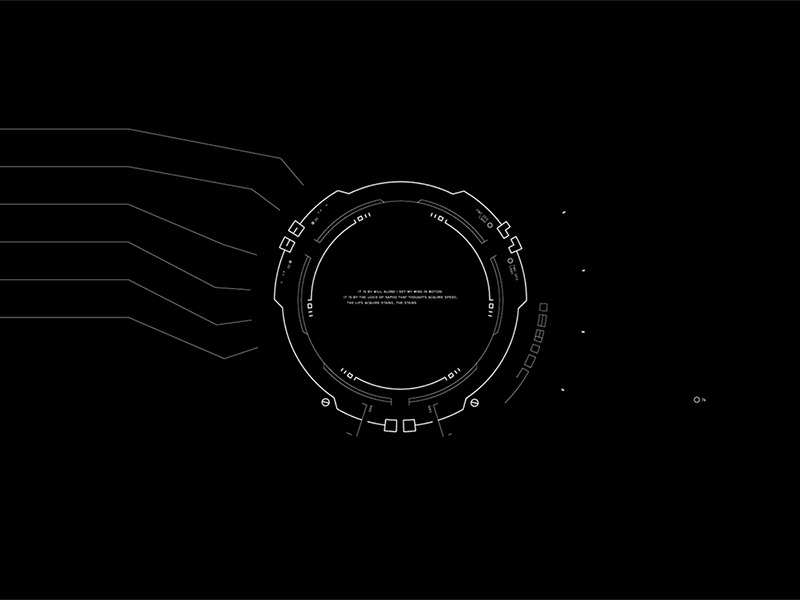 IT IS BY WILL ALONE I SET MY MIND IN MOTION
IT IS BY THE JUICE OF SAPHO THAT THOUGHTS ACQUIRE SPEED,
THE LIPS ACQUIRE STAINS, THE STAINS